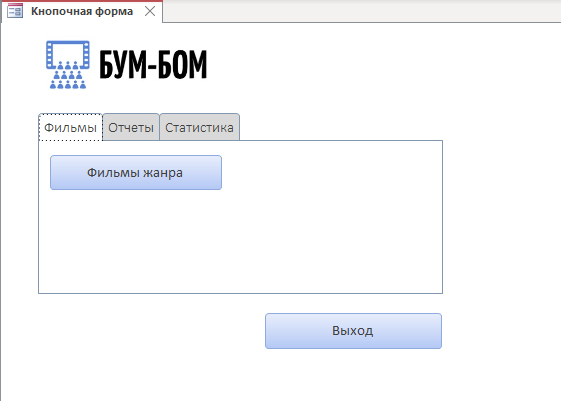 Кнопочная форма
БУМ-БОМ
Фильмы Отчеты Статистика
Фильмы жанра
Выход